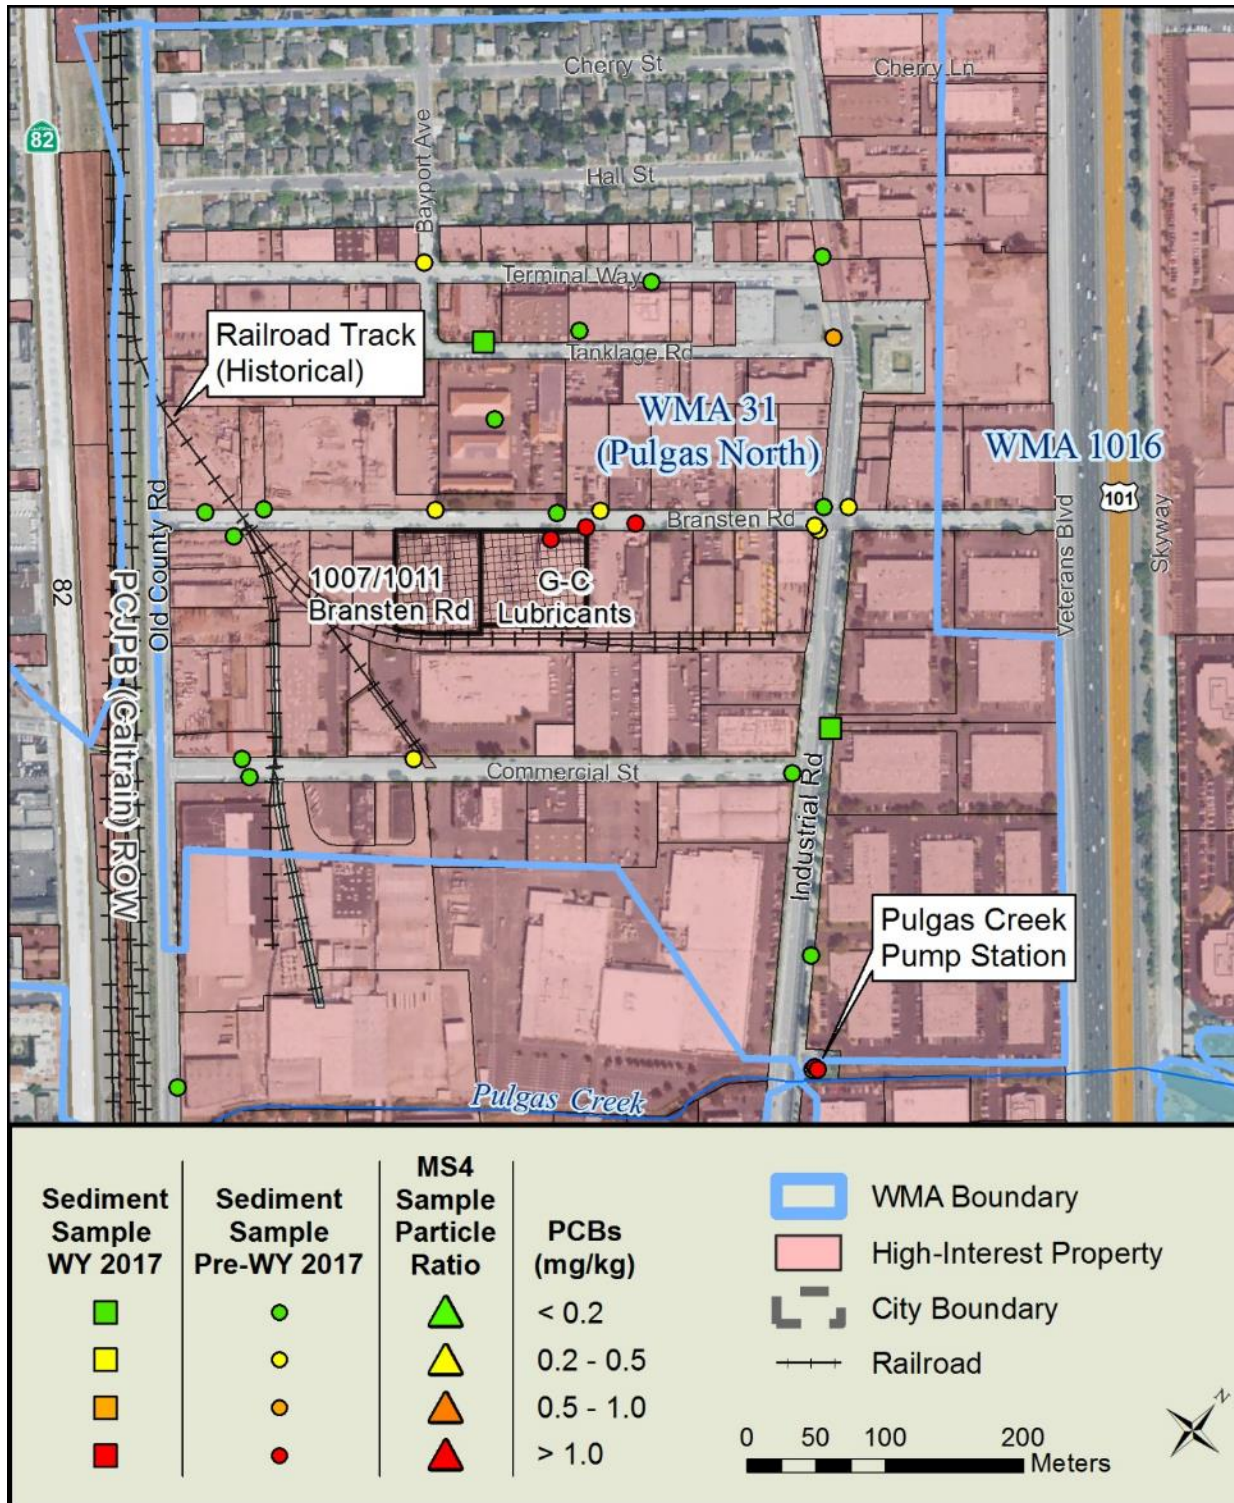 Cherry St
Cherry Ln
82
Bayport Ave
Hall St
Terminal Way
Railroad Track
(Historical)
Tanklage Rd
WMA 31
(Pulgas North)
WMA 1016
101
Old County Rd
Bransten Rd
Veterans Blvd
Skyway
82
1007/1011
Bransten Rd
G-C
Lubricants
PCJPB (Caltrain) ROW
Commercial St
Industrial Rd
Pulgas Creek
Pump Station
Pulgas Creek
Sediment
Sample
WY 2017
Sediment
Sample
Pre-WY 2017
MS4
Sample
Particle
Ratio
PCBs
(mg/kg)
< 0.2
0.2 - 0.5
0.5 - 1.0
> 1.0
WMA Boundary
High-Interest Property
City Boundary
Railroad
N
0 50 100 200
Meters